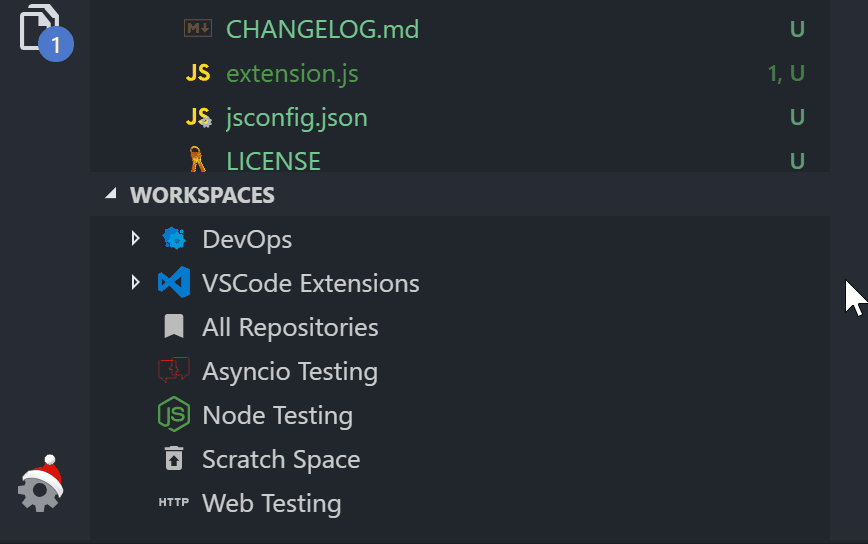 M↓ CHANGELOG.md U
1 JS extension.js 1, U
JS jsconfig.json U
LICENSE U
WORKSPACES
DevOps
VSCode Extensions
All Repositories
Asyncio Testing
JS Node Testing
Scratch Space
HTTP Web Testing